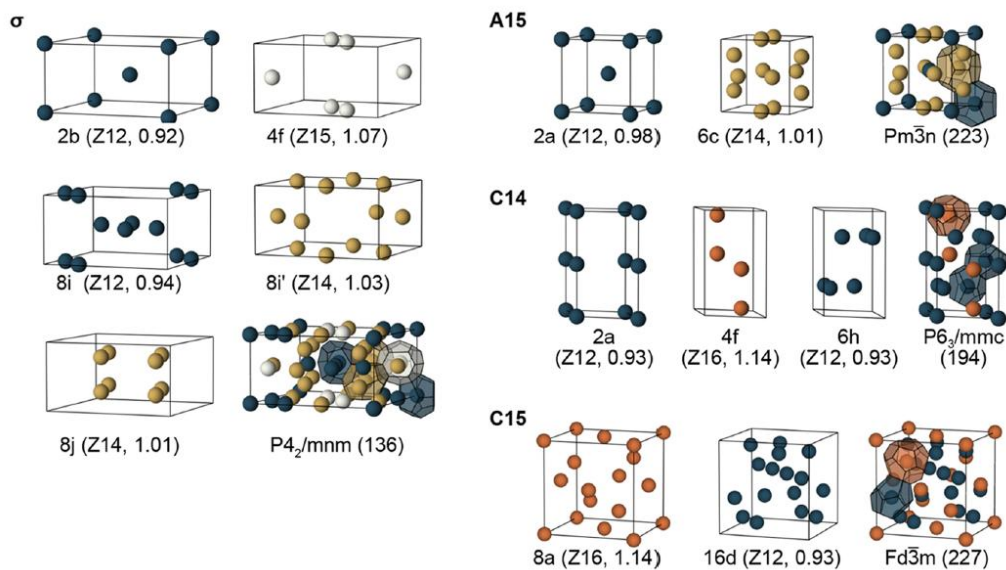 σ
2b (Z12, 0.92)
4f (Z15, 1.07)
8i (Z12, 0.94)
8i' (Z14, 1.03)
8j (Z14, 1.01)
P4₂/mnm (136)
A15
2a (Z12, 0.98)
6c (Z14, 1.01)
Pm3̅n (223)
C14
2a
(Z12, 0.93)
4f
(Z16, 1.14)
6h
(Z12, 0.93)
P6₃/mmc
(194)
C15
8a (Z16, 1.14)
16d (Z12, 0.93)
Fd3̅m (227)